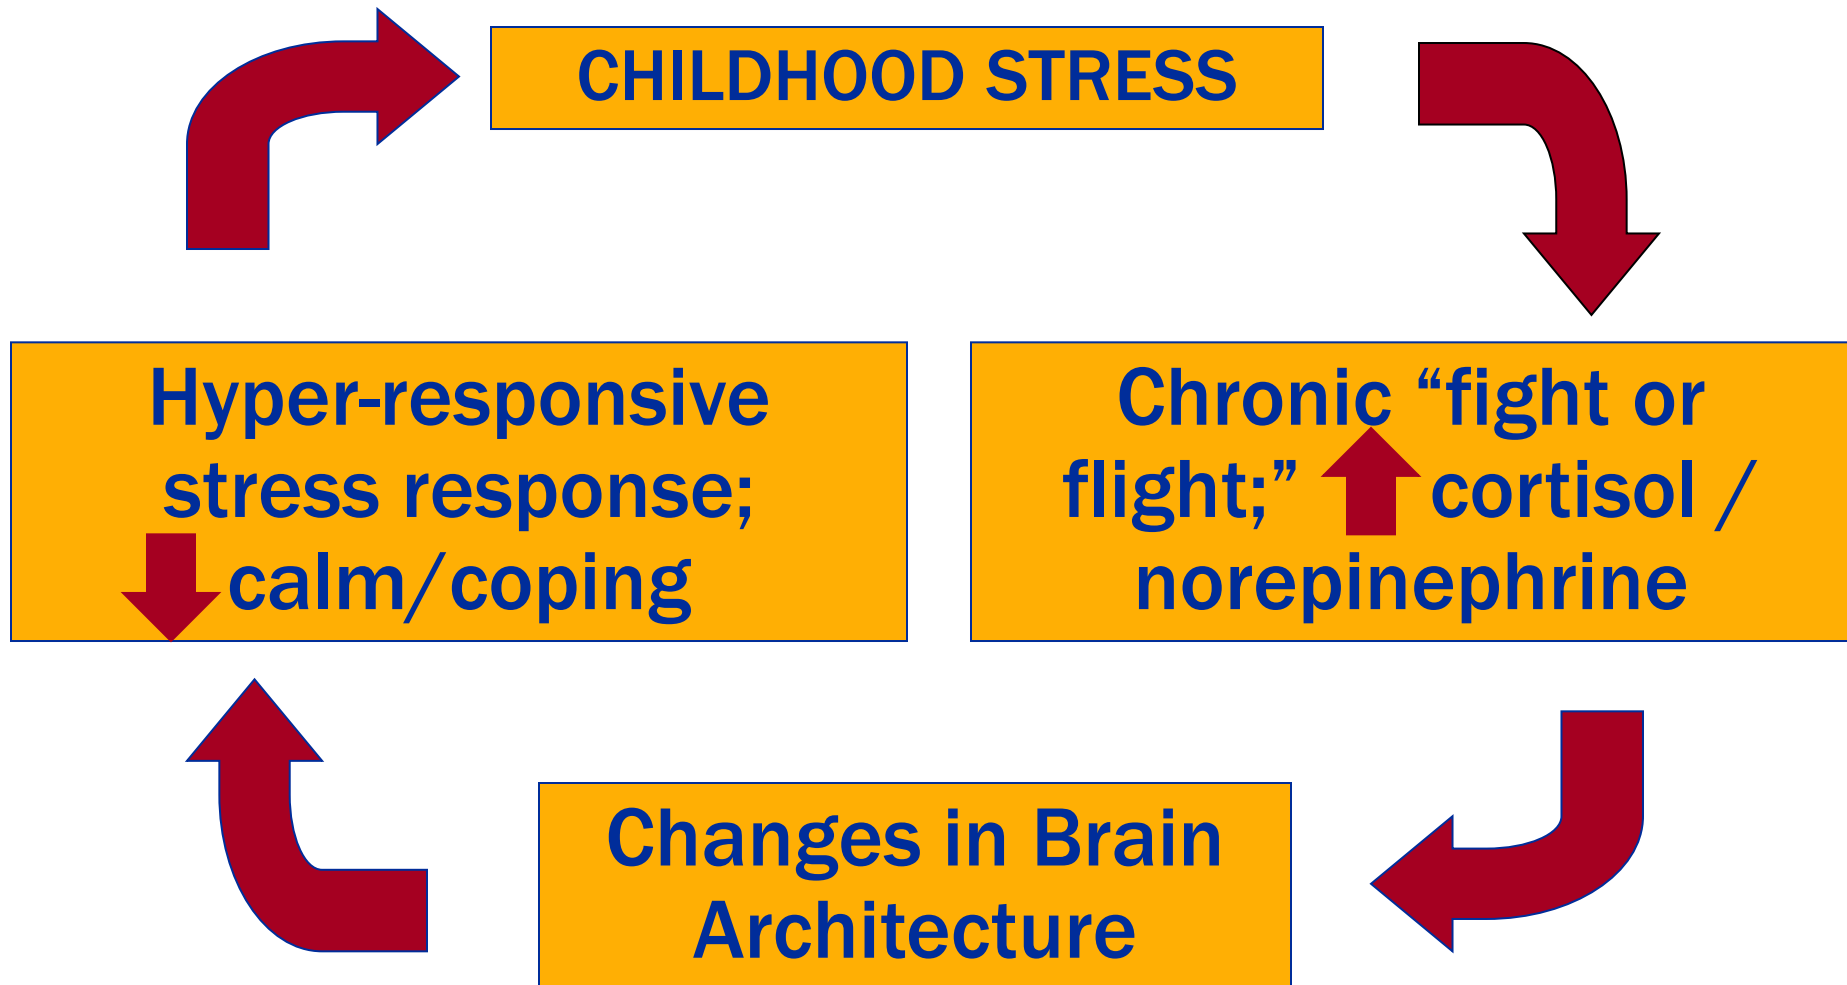 CHILDHOOD STRESS
Hyper-responsive
stress response;
calm/coping
Chronic “fight or
flight;” cortisol /
norepinephrine
Changes in Brain
Architecture